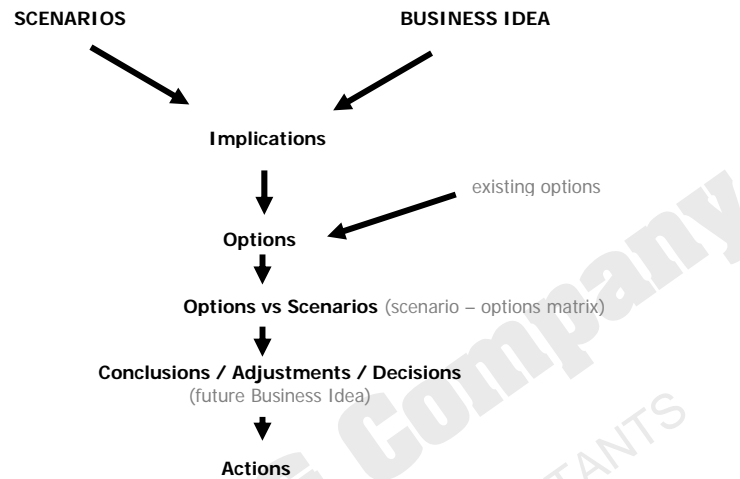 SCENARIOS
BUSINESS IDEA
Implications
existing options
Options
Options vs Scenarios (scenario – options matrix)
Conclusions / Adjustments / Decisions
(future Business Idea)
Actions
Company